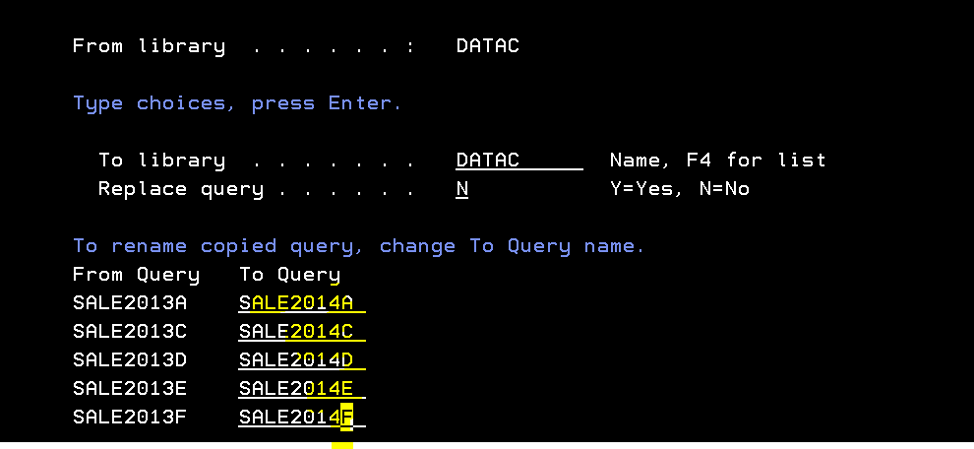 From library . . . . . . : DATAC
Type choices, press Enter.
To library . . . . . . . DATAC Name, F4 for list
Replace query . . . . . . N Y=Yes, N=No
To rename copied query, change To Query name.
From Query To Query
SALE2013A SALE2014A
SALE2013C SALE2014C
SALE2013D SALE2014D
SALE2013E SALE2014E
SALE2013F SALE2014F